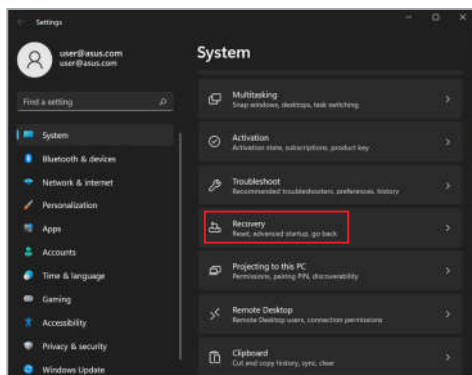 Settings
user@asus.com
user@asus.com
Find a setting
System
Bluetooth & devices
Network & internet
Personalization
Apps
Accounts
Time & language
Gaming
Accessibility
Privacy & security
Windows Update
System
Multitasking
Snap windows, desktops, task switching
Activation
Activation state, subscriptions, product key
Troubleshoot
Recommended troubleshooters, preferences, history
Recovery
Reset, advanced startup, go back
Projecting to this PC
Permissions, pairing PIN, discoverability
Remote Desktop
Remote Desktop users, connection permissions
Clipboard
Cut and copy history, sync, clear